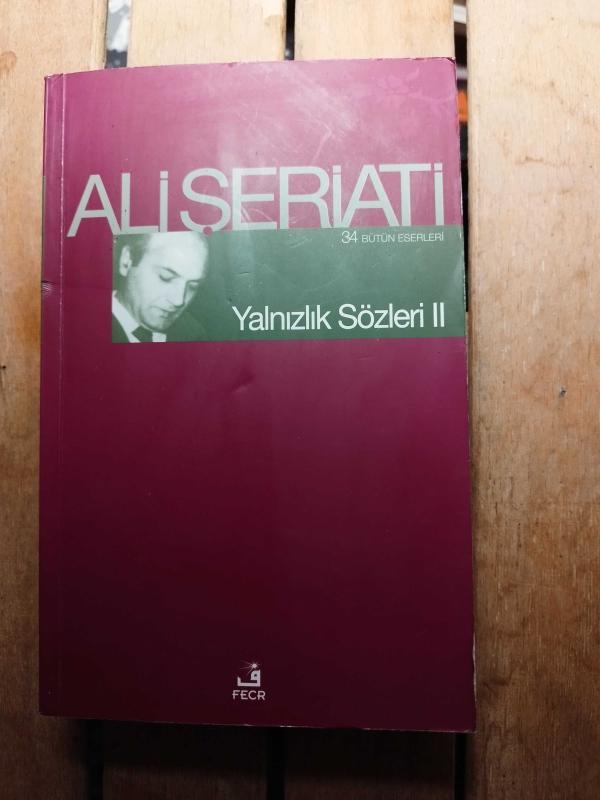 ALİ ŞERİATİ
34 BÜTÜN ESERLERİ
Yalnızlık Sözleri II
FECR